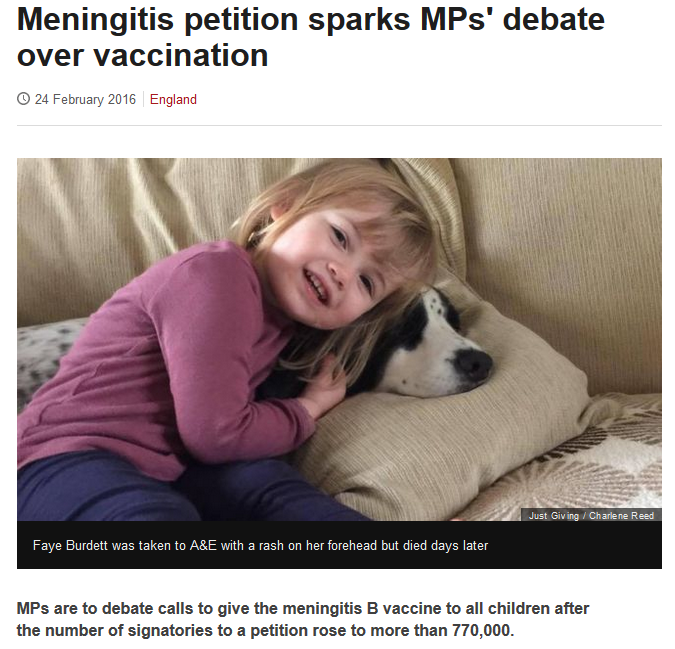 Meningitis petition sparks MPs' debate
over vaccination
24 February 2016 England
Just Giving / Charlene Reed
Faye Burdett was taken to A&E with a rash on her forehead but died days later
MPs are to debate calls to give the meningitis B vaccine to all children after
the number of signatories to a petition rose to more than 770,000.